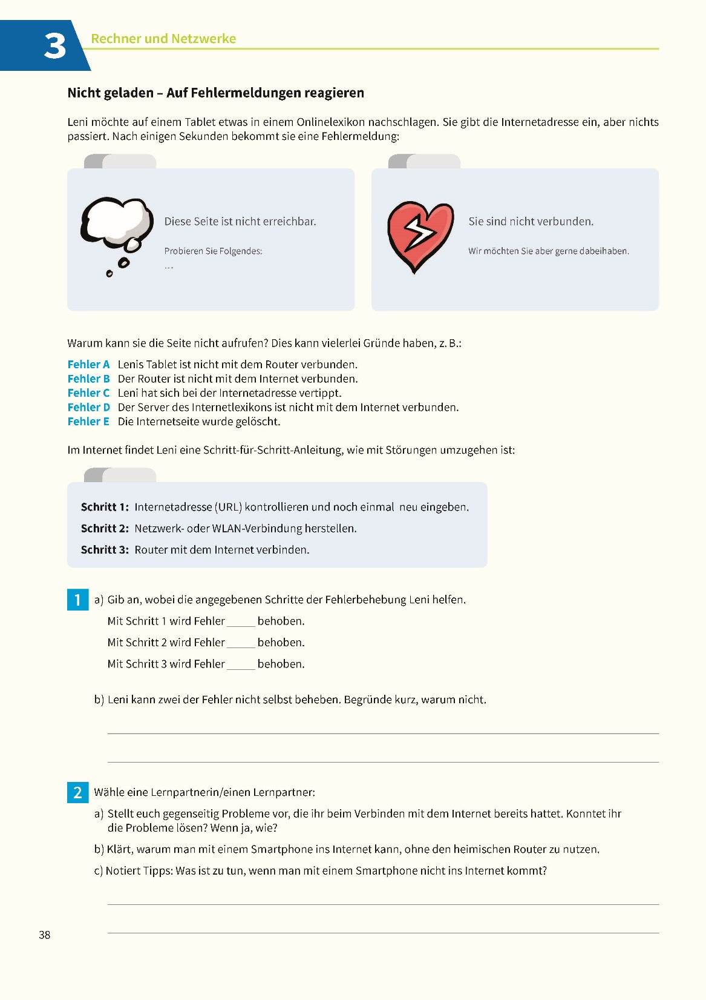 3
Rechner und Netzwerke
Nicht geladen – Auf Fehlermeldungen reagieren
Leni möchte auf einem Tablet etwas in einem Onlinelexikon nachschlagen. Sie gibt die Internetadresse ein, aber nichts
passiert. Nach einigen Sekunden bekommt sie eine Fehlermeldung:
Diese Seite ist nicht erreichbar.
Probieren Sie Folgendes:
…
Sie sind nicht verbunden.
Wir möchten Sie aber gerne dabeihaben.
Warum kann sie die Seite nicht aufrufen? Dies kann vielerlei Gründe haben, z. B.:
Fehler A Lenis Tablet ist nicht mit dem Router verbunden.
Fehler B Der Router ist nicht mit dem Internet verbunden.
Fehler C Leni hat sich bei der Internetadresse vertippt.
Fehler D Der Server des Internetlexikons ist nicht mit dem Internet verbunden.
Fehler E Die Internetseite wurde gelöscht.
Im Internet findet Leni eine Schritt-für-Schritt-Anleitung, wie mit Störungen umzugehen ist:
Schritt 1: Internetadresse (URL) kontrollieren und noch einmal neu eingeben.
Schritt 2: Netzwerk- oder WLAN-Verbindung herstellen.
Schritt 3: Router mit dem Internet verbinden.
1 a) Gib an, wobei die angegebenen Schritte der Fehlerbehebung Leni helfen.
Mit Schritt 1 wird Fehler _____ behoben.
Mit Schritt 2 wird Fehler _____ behoben.
Mit Schritt 3 wird Fehler _____ behoben.
b) Leni kann zwei der Fehler nicht selbst beheben. Begründe kurz, warum nicht.
2 Wähle eine Lernpartnerin/einen Lernpartner:
a) Stellt euch gegenseitig Probleme vor, die ihr beim Verbinden mit dem Internet bereits hattet. Konntet ihr
die Probleme lösen? Wenn ja, wie?
b) Klärt, warum man mit einem Smartphone ins Internet kann, ohne den heimischen Router zu nutzen.
c) Notiert Tipps: Was ist zu tun, wenn man mit einem Smartphone nicht ins Internet kommt?
38